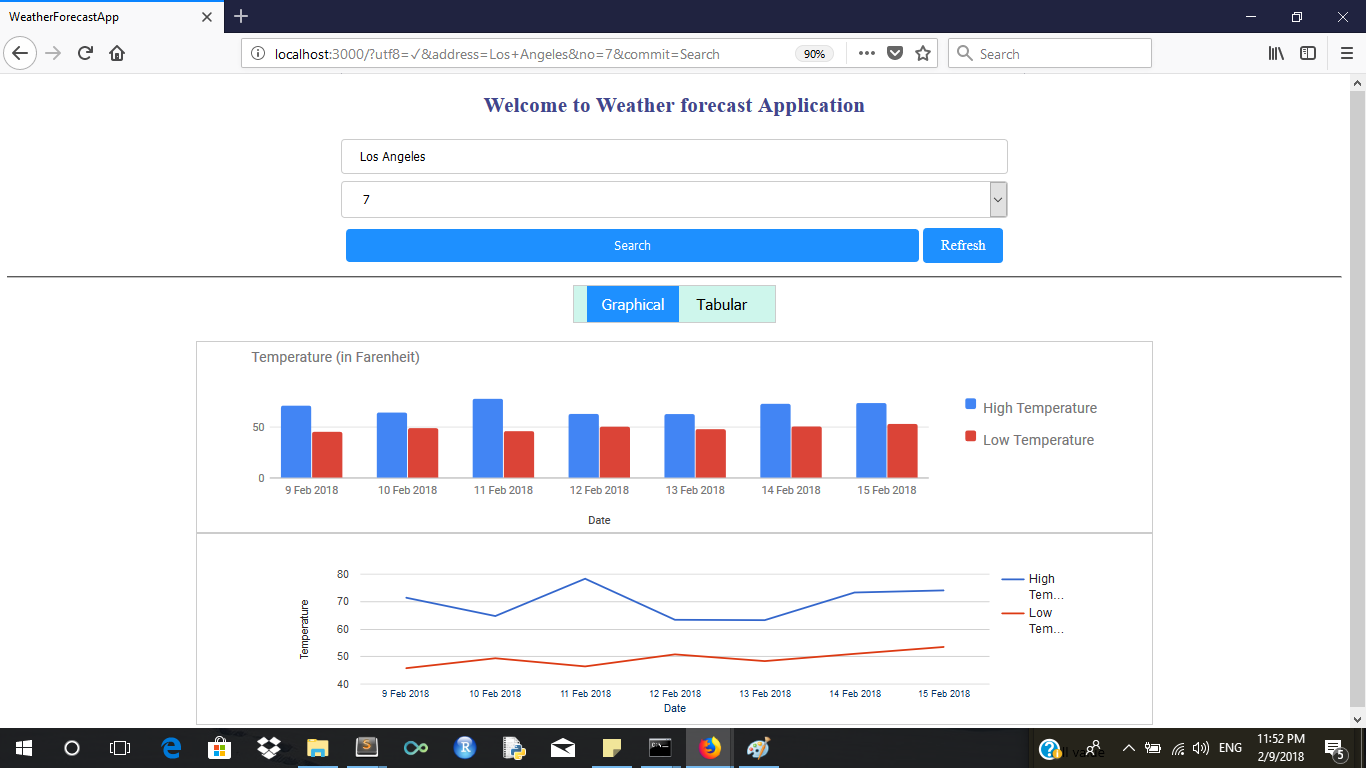 WeatherForecastApp
localhost:3000/?utf8=✓&address=Los+Angeles&no=7&commit=Search
90%
Search
Welcome to Weather forecast Application
Los Angeles
7
Search
Refresh
Graphical
Tabular
Temperature (in Farenheit)
50
0
9 Feb 2018
10 Feb 2018
11 Feb 2018
12 Feb 2018
13 Feb 2018
14 Feb 2018
15 Feb 2018
Date
High Temperature
Low Temperature
Temperature
80
70
60
50
40
9 Feb 2018
10 Feb 2018
11 Feb 2018
12 Feb 2018
13 Feb 2018
14 Feb 2018
15 Feb 2018
Date
High
Tem...
Low
Tem...
ENG
11:52 PM
2/9/2018
5